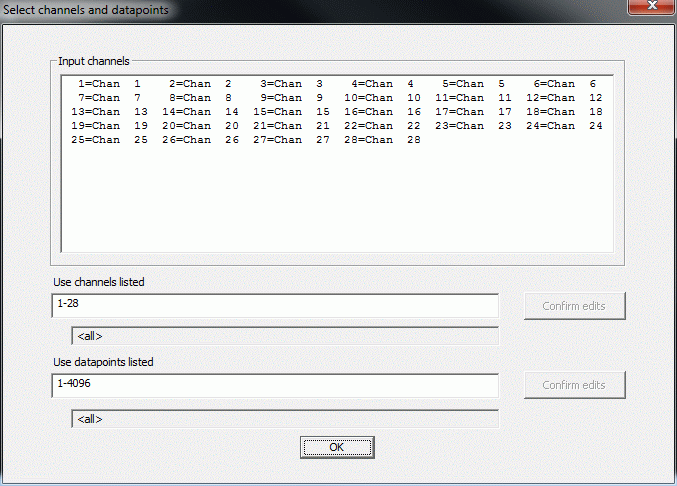 Select channels and datapoints
Input channels
1=Chan 1 2=Chan 2 3=Chan 3 4=Chan 4 5=Chan 5 6=Chan 6
7=Chan 7 8=Chan 8 9=Chan 9 10=Chan 10 11=Chan 11 12=Chan 12
13=Chan 13 14=Chan 14 15=Chan 15 16=Chan 16 17=Chan 17 18=Chan 18
19=Chan 19 20=Chan 20 21=Chan 21 22=Chan 22 23=Chan 23 24=Chan 24
25=Chan 25 26=Chan 26 27=Chan 27 28=Chan 28
Use channels listed
1-28
Confirm edits
<all>
Use datapoints listed
1-4096
Confirm edits
<all>
OK